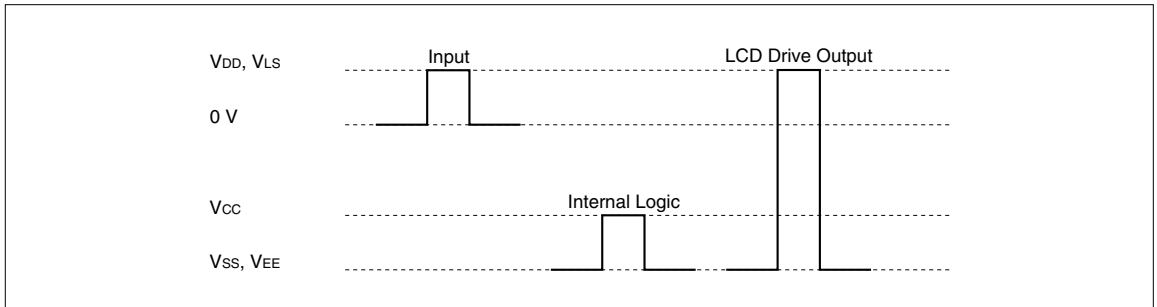 Input
LCD Drive Output
VDD, VLS
0 V
Internal Logic
VCC
VSS, VEE